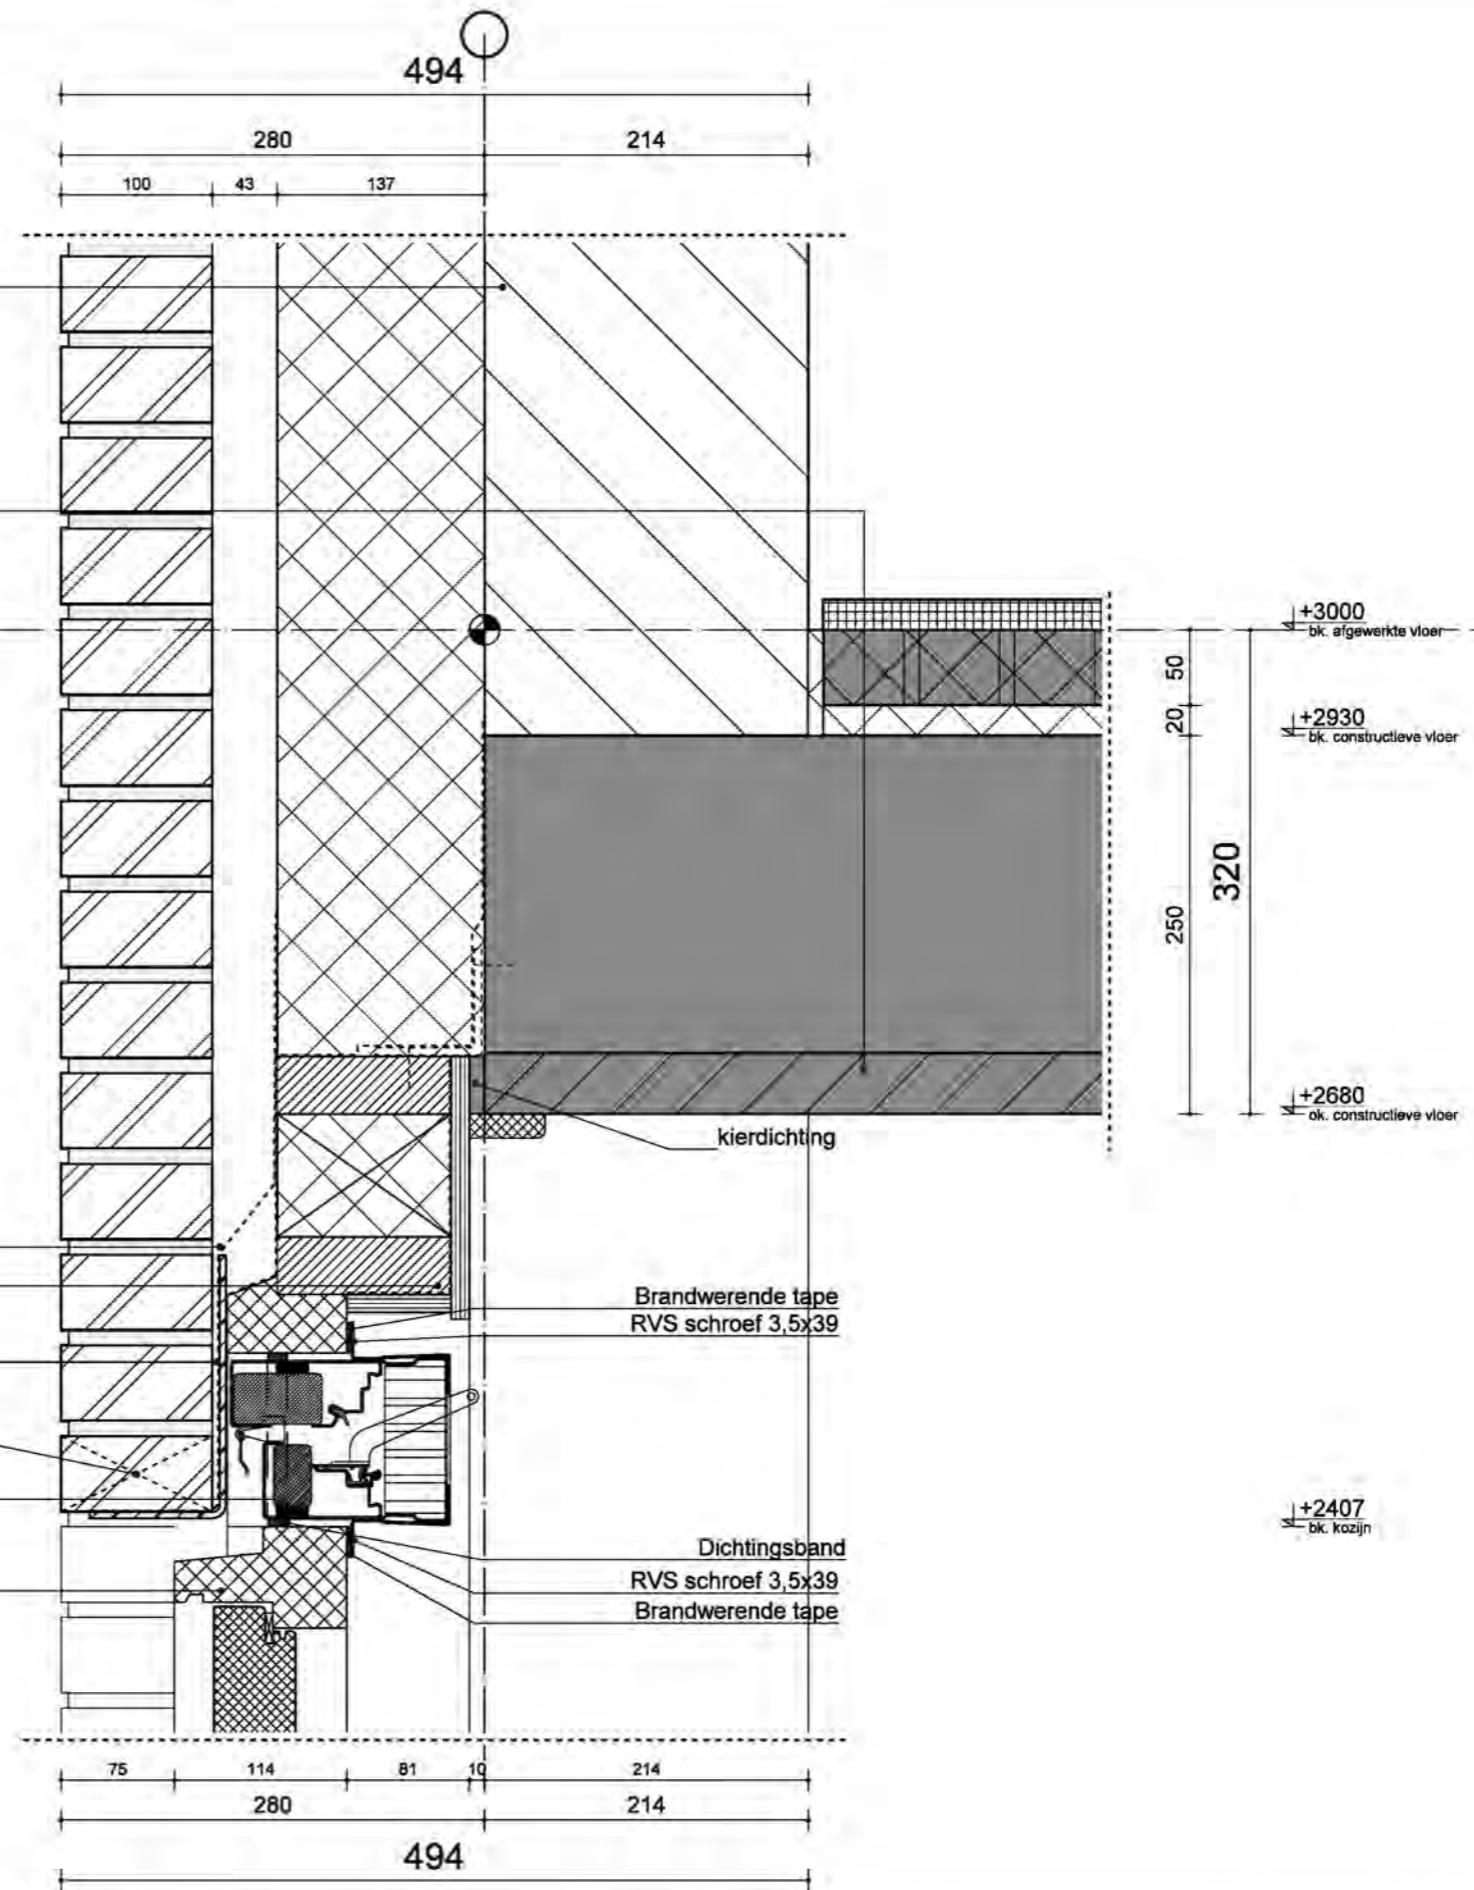 494
280 214
100 43 137
+3000
bk. afgewerkte vloer
50
20
+2930
bk. constructieve vloer
320
250
+2680
ok. constructieve vloer
kierdichting
Brandwerende tape
RVS schroef 3,5x39
+2407
bk. kozijn
Dichtingsband
RVS schroef 3,5x39
Brandwerende tape
75 114 81 10 214
280 214
494